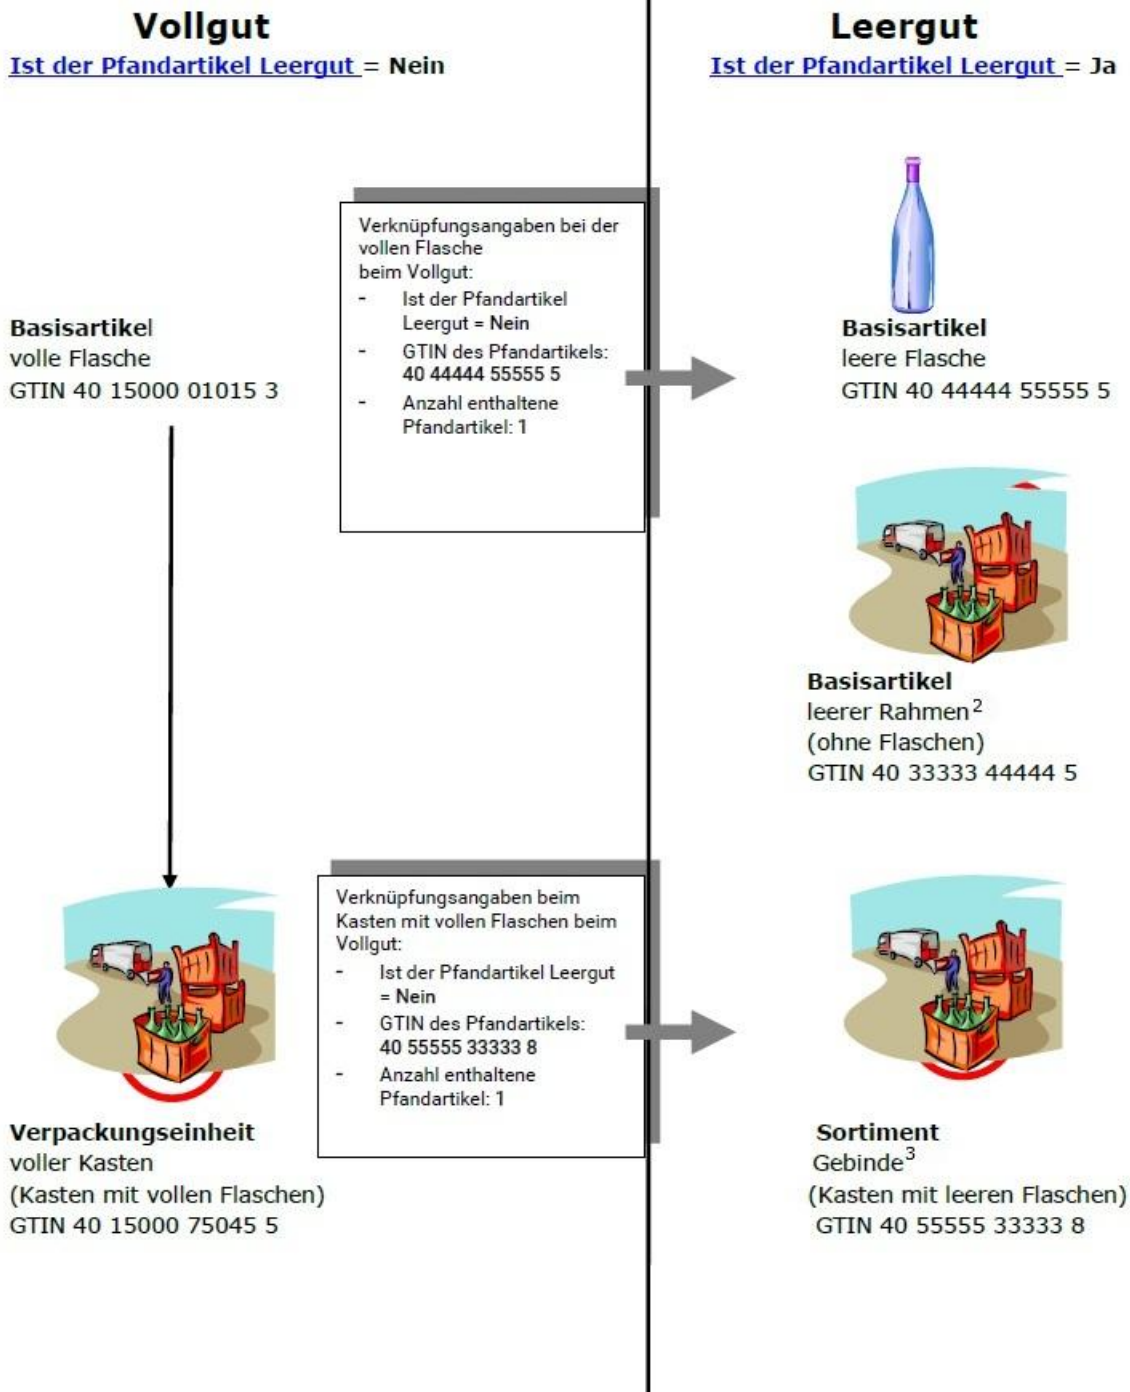 Vollgut
Ist der Pfandartikel Leergut = Nein
Basisartikel
volle Flasche
GTIN 40 15000 01015 3
Verknüpfungsangaben bei der
vollen Flasche
beim Vollgut:
- Ist der Pfandartikel
Leergut = Nein
- GTIN des Pfandartikels:
40 44444 55555 5
- Anzahl enthaltene
Pfandartikel: 1
Verpackungseinheit
voller Kasten
(Kasten mit vollen Flaschen)
GTIN 40 15000 75045 5
Verknüpfungsangaben beim
Kasten mit vollen Flaschen beim
Vollgut:
- Ist der Pfandartikel Leergut
= Nein
- GTIN des Pfandartikels:
40 55555 33333 8
- Anzahl enthaltene
Pfandartikel: 1
Leergut
Ist der Pfandartikel Leergut = Ja
Basisartikel
leere Flasche
GTIN 40 44444 55555 5
Basisartikel
leerer Rahmen²
(ohne Flaschen)
GTIN 40 33333 44444 5
Sortiment
Gebinde³
(Kasten mit leeren Flaschen)
GTIN 40 55555 33333 8